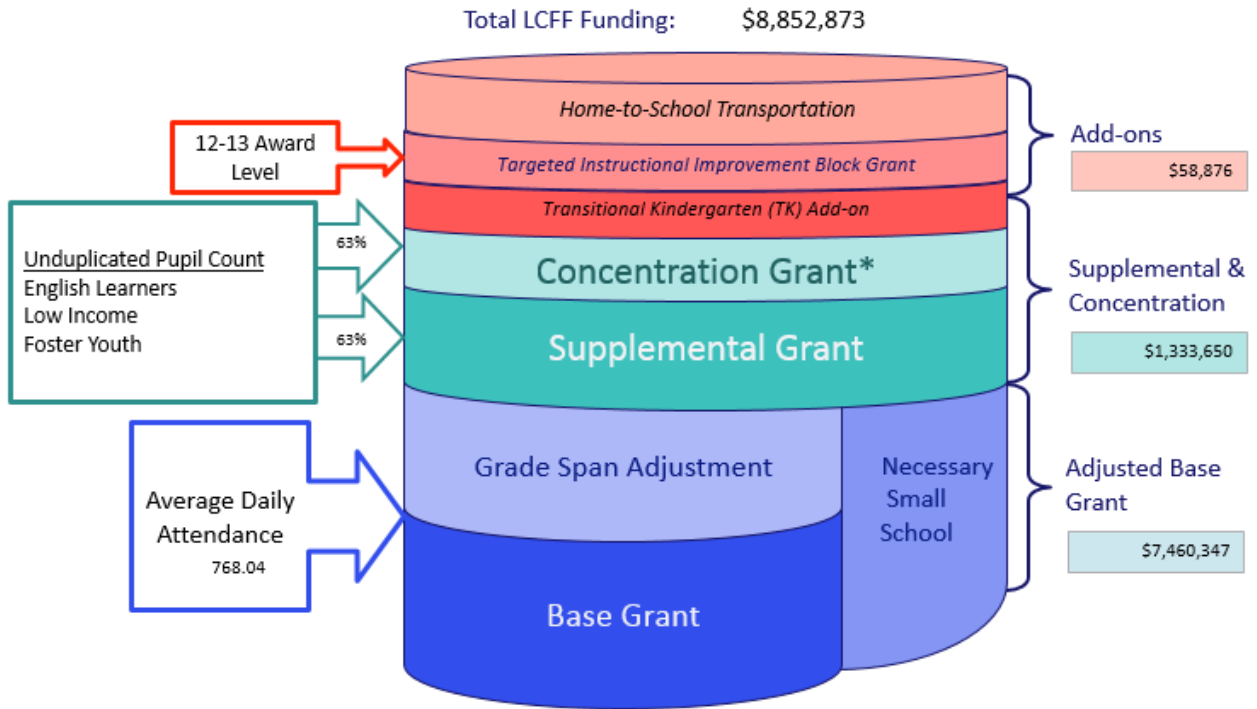 Total LCFF Funding: $8,852,873
Home-to-School Transportation
12-13 Award
Level
Targeted Instructional Improvement Block Grant
Add-ons
$58,876
Transitional Kindergarten (TK) Add-on
Unduplicated Pupil Count
English Learners
Low Income
Foster Youth
63%
63%
Concentration Grant*
Supplemental Grant
Supplemental &
Concentration
$1,333,650
Average Daily
Attendance
768.04
Grade Span Adjustment
Necessary
Small
School
Adjusted Base
Grant
$7,460,347
Base Grant